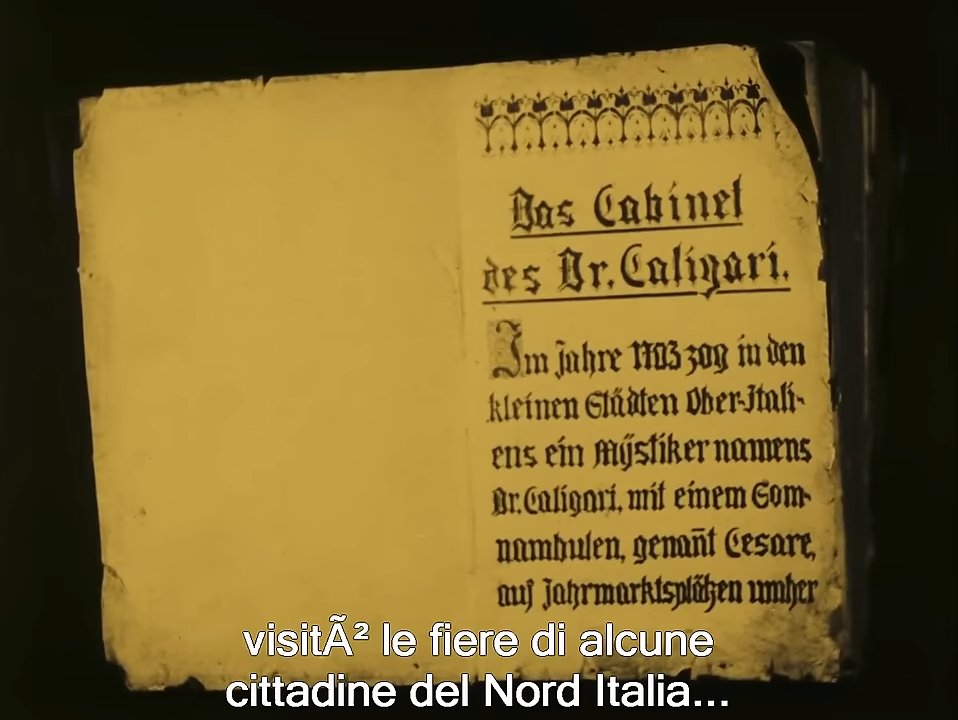 Das Cabinet
des Dr. Caligari.
Im Jahre 1703 zog in den
kleinen Städten Ober-Itali-
ens ein Mÿstiker namens
Dr. Caligari, mit einem Som-
nambulen, genañt Cesare,
auf Jahrmarktsplätzen umher
visitÃ² le fiere di alcune
cittadine del Nord Italia...